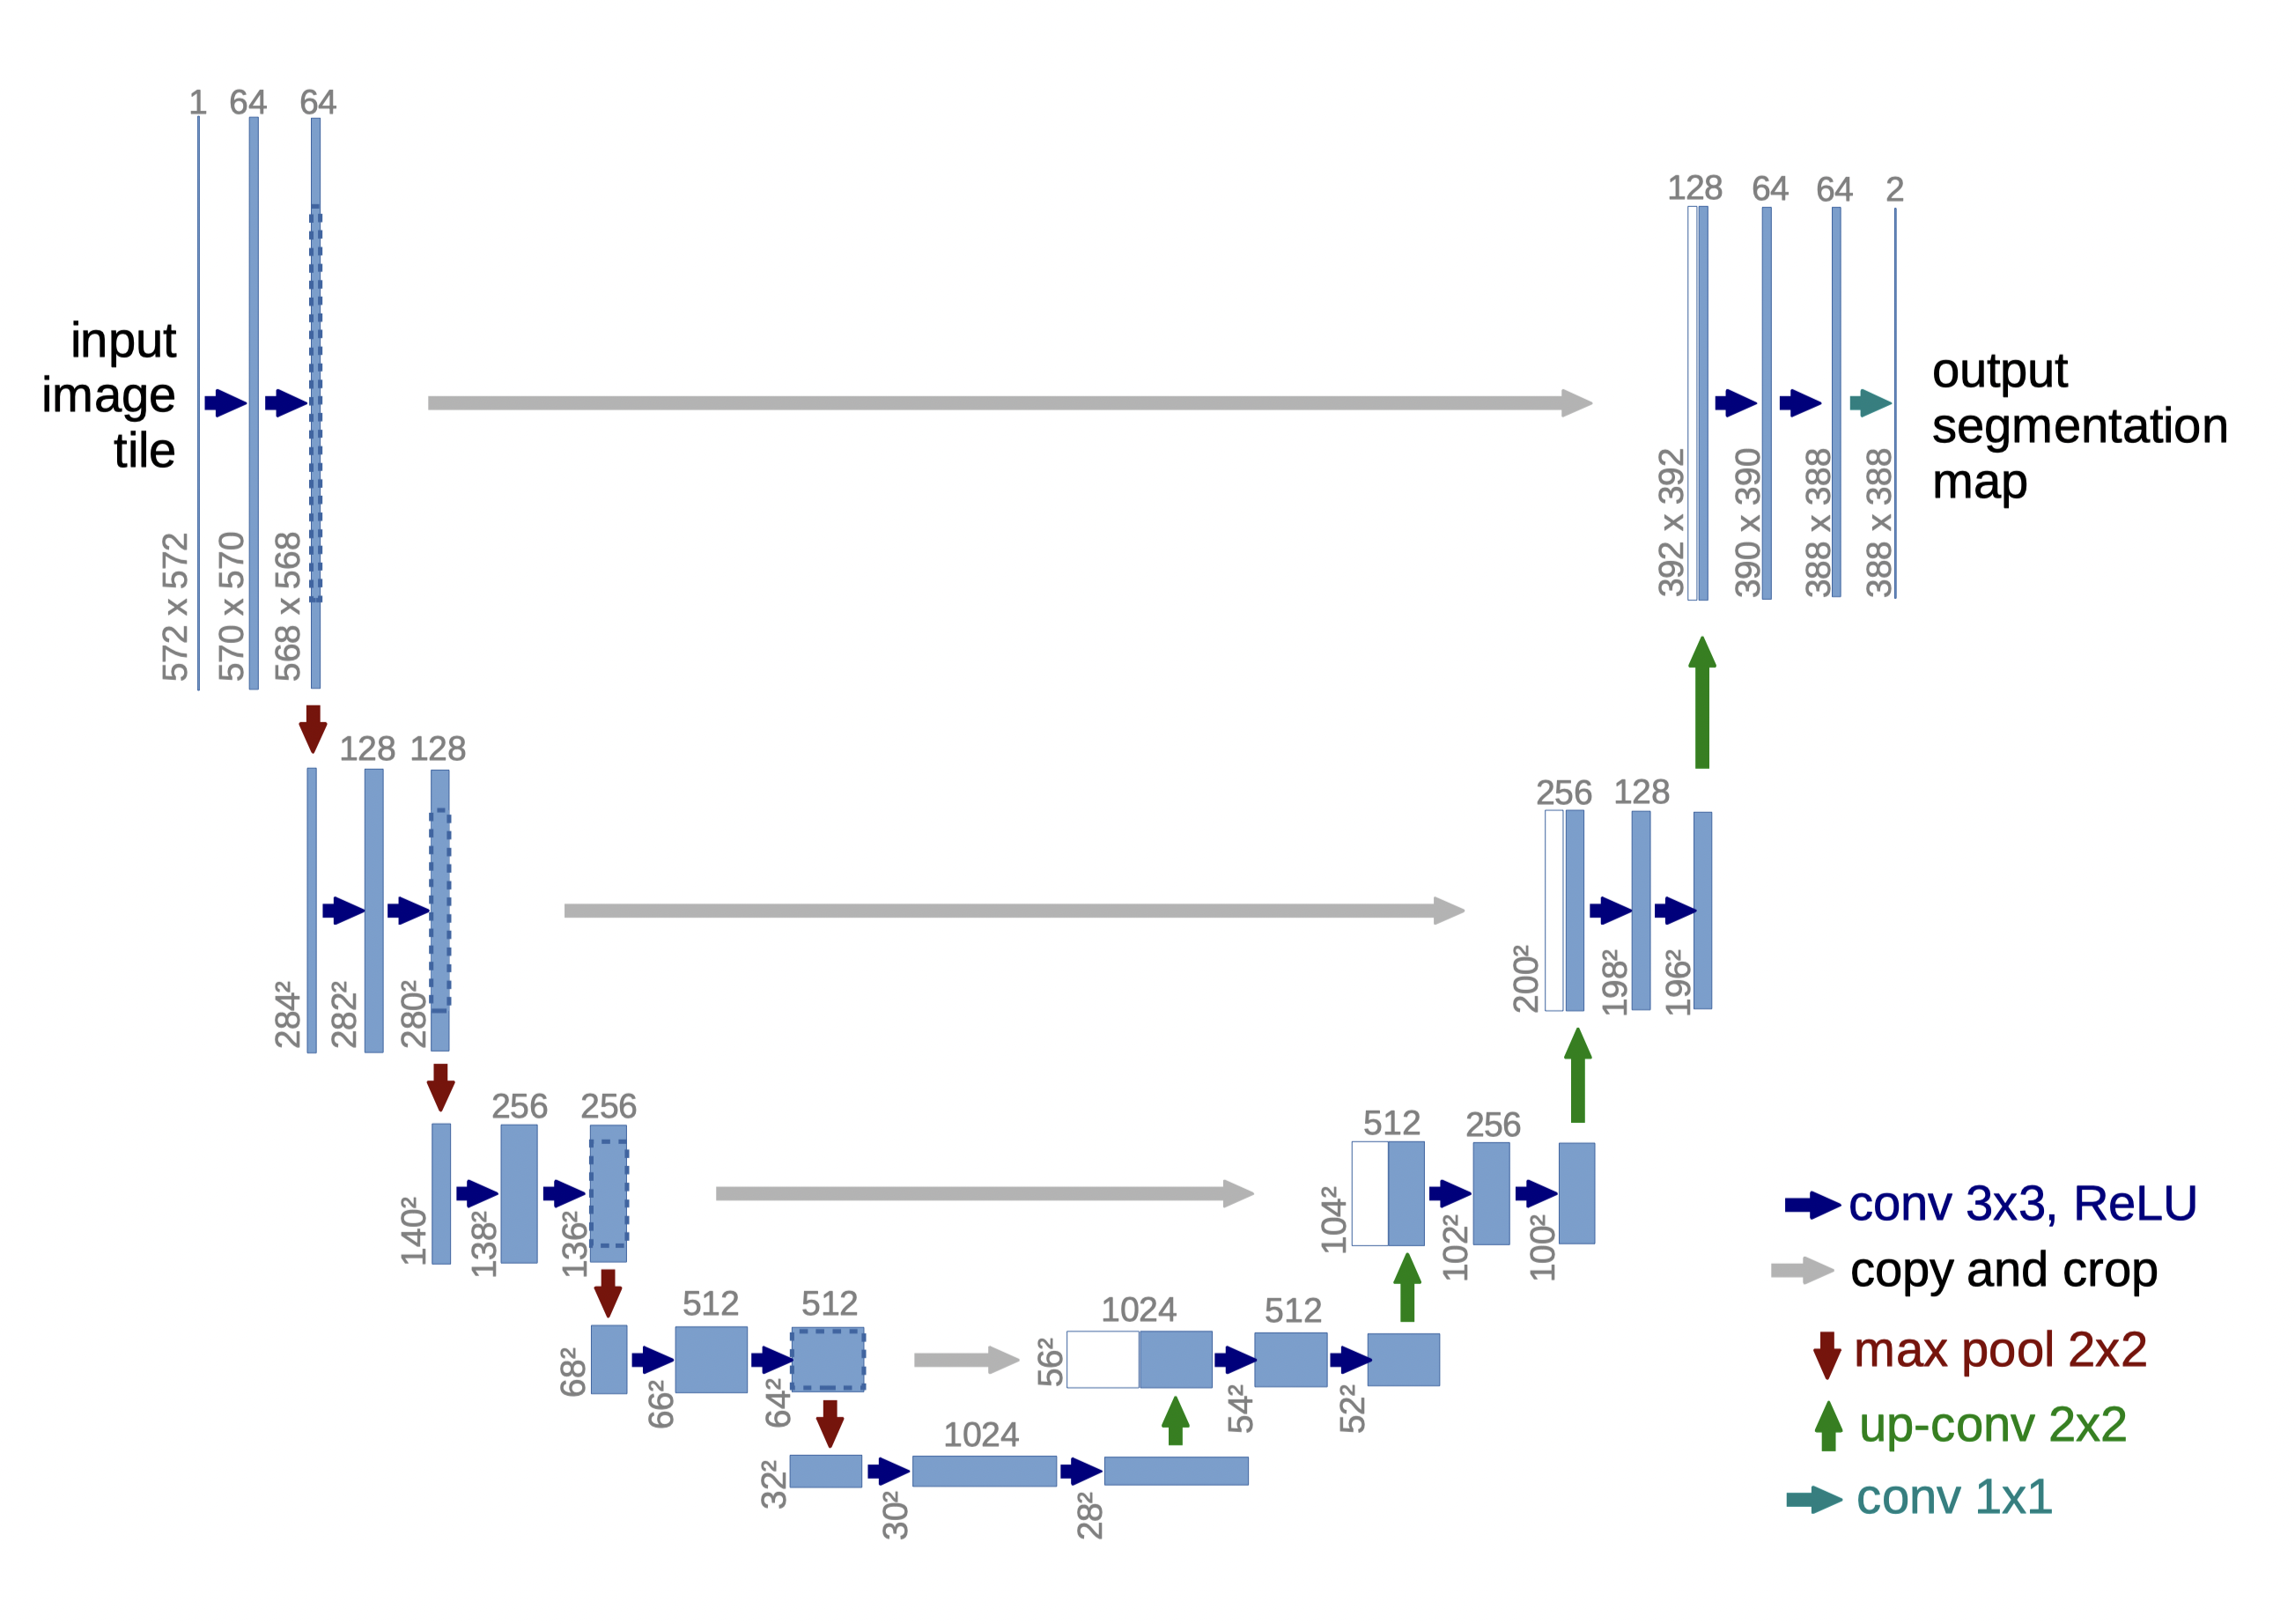 1 64 64
128 64 64 2
input
image
tile
output
segmentation
map
572 x 572
570 x 570
568 x 568
392 x 392
390 x 390
388 x 388
388 x 388
128 128
256 128
284²
282²
280²
200²
198²
196²
256 256
512 256
140²
138²
136²
104²
102²
100²
conv 3x3, ReLU
copy and crop
512 512
1024 512
68²
66²
64²
56²
54²
52²
max pool 2x2
up-conv 2x2
1024
32²
30²
28²
conv 1x1